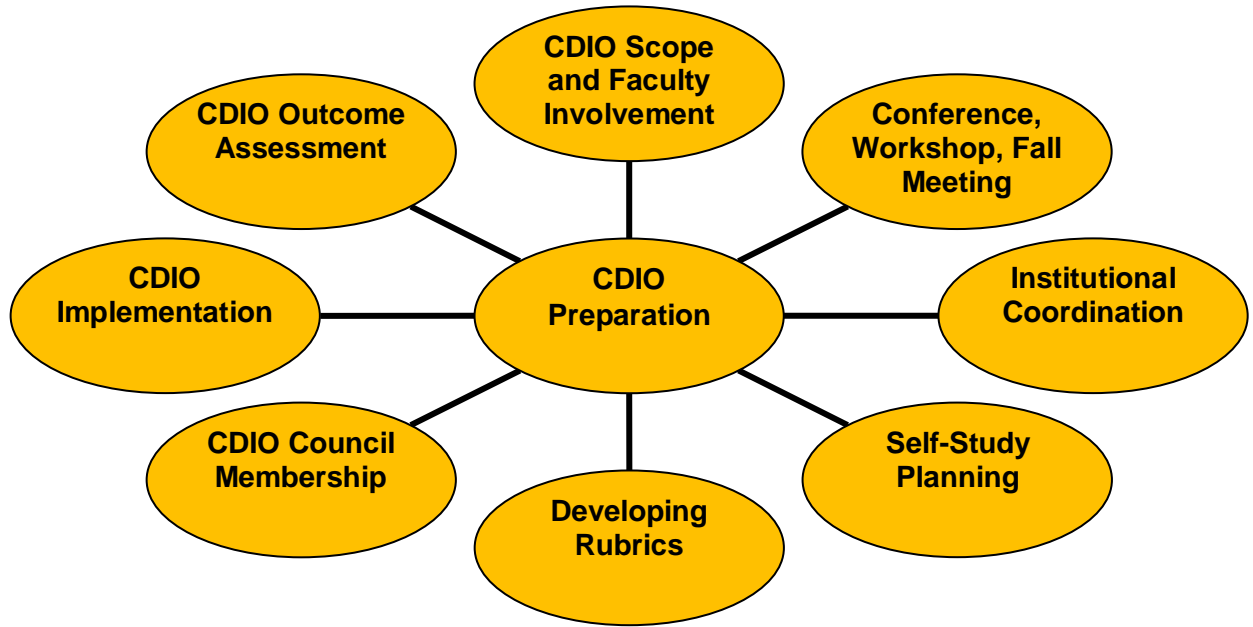 CDIO Scope
and Faculty
Involvement
CDIO Outcome
Assessment
Conference,
Workshop, Fall
Meeting
CDIO
Implementation
CDIO
Preparation
Institutional
Coordination
CDIO Council
Membership
Self-Study
Planning
Developing
Rubrics